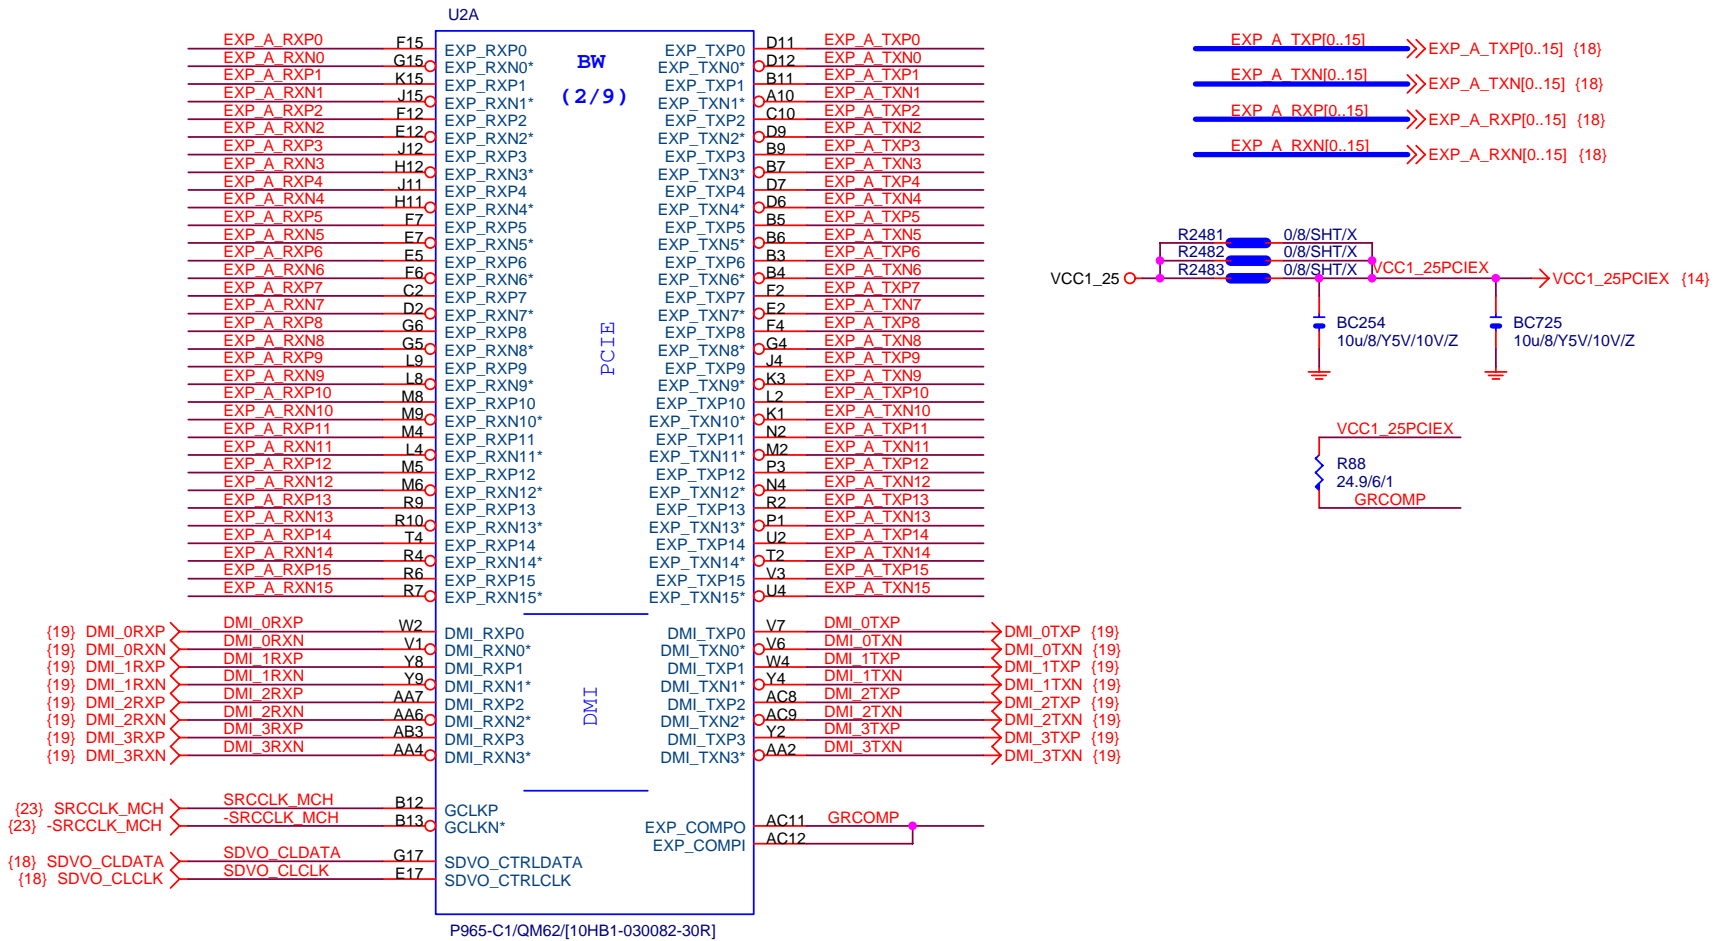 U2A
BW
(2/9)
PCIE
DMI
EXP_A_RXP0 F15 EXP_RXP0 EXP_TXP0 D11 EXP_A_TXP0
EXP_A_RXN0 G15 EXP_RXN0* EXP_TXN0* D12 EXP_A_TXN0
EXP_A_RXP1 K15 EXP_RXP1 EXP_TXP1 B11 EXP_A_TXP1
EXP_A_RXN1 J15 EXP_RXN1* EXP_TXN1* A10 EXP_A_TXN1
EXP_A_RXP2 F12 EXP_RXP2 EXP_TXP2 C10 EXP_A_TXP2
EXP_A_RXN2 E12 EXP_RXN2* EXP_TXN2* D9 EXP_A_TXN2
EXP_A_RXP3 J12 EXP_RXP3 EXP_TXP3 B9 EXP_A_TXP3
EXP_A_RXN3 H12 EXP_RXN3* EXP_TXN3* B7 EXP_A_TXN3
EXP_A_RXP4 J11 EXP_RXP4 EXP_TXP4 D7 EXP_A_TXP4
EXP_A_RXN4 H11 EXP_RXN4* EXP_TXN4* D6 EXP_A_TXN4
EXP_A_RXP5 F7 EXP_RXP5 EXP_TXP5 B5 EXP_A_TXP5
EXP_A_RXN5 E7 EXP_RXN5* EXP_TXN5* B6 EXP_A_TXN5
EXP_A_RXP6 E5 EXP_RXP6 EXP_TXP6 B3 EXP_A_TXP6
EXP_A_RXN6 F6 EXP_RXN6* EXP_TXN6* B4 EXP_A_TXN6
EXP_A_RXP7 C2 EXP_RXP7 EXP_TXP7 F2 EXP_A_TXP7
EXP_A_RXN7 D2 EXP_RXN7* EXP_TXN7* E2 EXP_A_TXN7
EXP_A_RXP8 G6 EXP_RXP8 EXP_TXP8 F4 EXP_A_TXP8
EXP_A_RXN8 G5 EXP_RXN8* EXP_TXN8* G4 EXP_A_TXN8
EXP_A_RXP9 L9 EXP_RXP9 EXP_TXP9 J4 EXP_A_TXP9
EXP_A_RXN9 L8 EXP_RXN9* EXP_TXN9* K3 EXP_A_TXN9
EXP_A_RXP10 M8 EXP_RXP10 EXP_TXP10 L2 EXP_A_TXP10
EXP_A_RXN10 M9 EXP_RXN10* EXP_TXN10* K1 EXP_A_TXN10
EXP_A_RXP11 M4 EXP_RXP11 EXP_TXP11 N2 EXP_A_TXP11
EXP_A_RXN11 L4 EXP_RXN11* EXP_TXN11* M2 EXP_A_TXN11
EXP_A_RXP12 M5 EXP_RXP12 EXP_TXP12 P3 EXP_A_TXP12
EXP_A_RXN12 M6 EXP_RXN12* EXP_TXN12* N4 EXP_A_TXN12
EXP_A_RXP13 R9 EXP_RXP13 EXP_TXP13 R2 EXP_A_TXP13
EXP_A_RXN13 R10 EXP_RXN13* EXP_TXN13* P1 EXP_A_TXN13
EXP_A_RXP14 T4 EXP_RXP14 EXP_TXP14 U2 EXP_A_TXP14
EXP_A_RXN14 R4 EXP_RXN14* EXP_TXN14* T2 EXP_A_TXN14
EXP_A_RXP15 R6 EXP_RXP15 EXP_TXP15 V3 EXP_A_TXP15
EXP_A_RXN15 R7 EXP_RXN15* EXP_TXN15* U4 EXP_A_TXN15
{19} DMI_0RXP DMI_0RXP W2 DMI_RXP0 DMI_TXP0 V7 DMI_0TXP DMI_0TXP {19}
{19} DMI_0RXN DMI_0RXN V1 DMI_RXN0* DMI_TXN0* V6 DMI_0TXN DMI_0TXN {19}
{19} DMI_1RXP DMI_1RXP Y8 DMI_RXP1 DMI_TXP1 W4 DMI_1TXP DMI_1TXP {19}
{19} DMI_1RXN DMI_1RXN Y9 DMI_RXN1* DMI_TXN1* Y4 DMI_1TXN DMI_1TXN {19}
{19} DMI_2RXP DMI_2RXP AA7 DMI_RXP2 DMI_TXP2 AC8 DMI_2TXP DMI_2TXP {19}
{19} DMI_2RXN DMI_2RXN AA6 DMI_RXN2* DMI_TXN2* AC9 DMI_2TXN DMI_2TXN {19}
{19} DMI_3RXP DMI_3RXP AB3 DMI_RXP3 DMI_TXP3 Y2 DMI_3TXP DMI_3TXP {19}
{19} DMI_3RXN DMI_3RXN AA4 DMI_RXN3* DMI_TXN3* AA2 DMI_3TXN DMI_3TXN {19}
{23} SRCCLK_MCH SRCCLK_MCH B12 GCLKP
{23} -SRCCLK_MCH -SRCCLK_MCH B13 GCLKN* EXP_COMPO AC11 GRCOMP
EXP_COMPI AC12
{18} SDVO_CLDATA SDVO_CLDATA G17 SDVO_CTRLDATA
{18} SDVO_CLCLK SDVO_CLCLK E17 SDVO_CTRLCLK
P965-C1/QM62/[10HB1-030082-30R]
EXP_A_TXP[0..15] EXP_A_TXP[0..15] {18}
EXP_A_TXN[0..15] EXP_A_TXN[0..15] {18}
EXP_A_RXP[0..15] EXP_A_RXP[0..15] {18}
EXP_A_RXN[0..15] EXP_A_RXN[0..15] {18}
R2481 0/8/SHT/X
R2482 0/8/SHT/X
R2483 0/8/SHT/X VCC1_25PCIEX
VCC1_25 VCC1_25PCIEX {14}
BC254 BC725
10u/8/Y5V/10V/Z 10u/8/Y5V/10V/Z
VCC1_25PCIEX
R88
24.9/6/1
GRCOMP